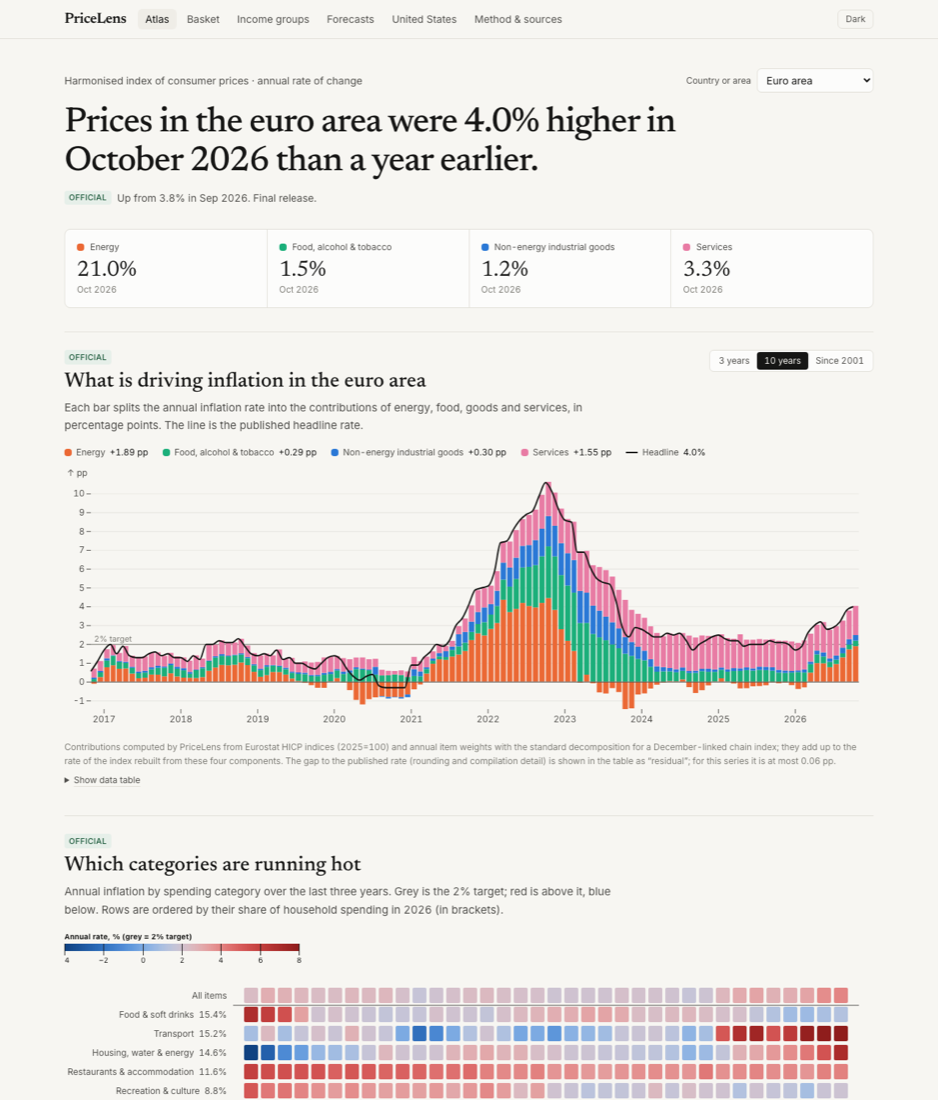 PriceLens Atlas Basket Income groups Forecasts United States Method & sources Dark
Harmonised index of consumer prices · annual rate of change
Country or area Euro area
Prices in the euro area were 4.0% higher in
October 2026 than a year earlier.
OFFICIAL Up from 3.8% in Sep 2026. Final release.
Energy
21.0%
Oct 2026
Food, alcohol & tobacco
1.5%
Oct 2026
Non-energy industrial goods
1.2%
Oct 2026
Services
3.3%
Oct 2026
OFFICIAL
3 years 10 years Since 2001
What is driving inflation in the euro area
Each bar splits the annual inflation rate into the contributions of energy, food, goods and services, in
percentage points. The line is the published headline rate.
Energy +1.89 pp Food, alcohol & tobacco +0.29 pp Non-energy industrial goods +0.30 pp Services +1.55 pp Headline 4.0%
↑ pp
10
9
8
7
6
5
4
3
2% target
2
1
0
-1
2017 2018 2019 2020 2021 2022 2023 2024 2025 2026
Contributions computed by PriceLens from Eurostat HICP indices (2025=100) and annual item weights with the standard decomposition for a December-linked chain index; they add up to the
rate of the index rebuilt from these four components. The gap to the published rate (rounding and compilation detail) is shown in the table as "residual"; for this series it is at most 0.06 pp.
▶ Show data table
OFFICIAL
Which categories are running hot
Annual inflation by spending category over the last three years. Grey is the 2% target; red is above it, blue
below. Rows are ordered by their share of household spending in 2026 (in brackets).
Annual rate, % (grey = 2% target)
4 −2 0 2 4 6 8
All items
Food & soft drinks 15.4%
Transport 15.2%
Housing, water & energy 14.6%
Restaurants & accommodation 11.6%
Recreation & culture 8.8%